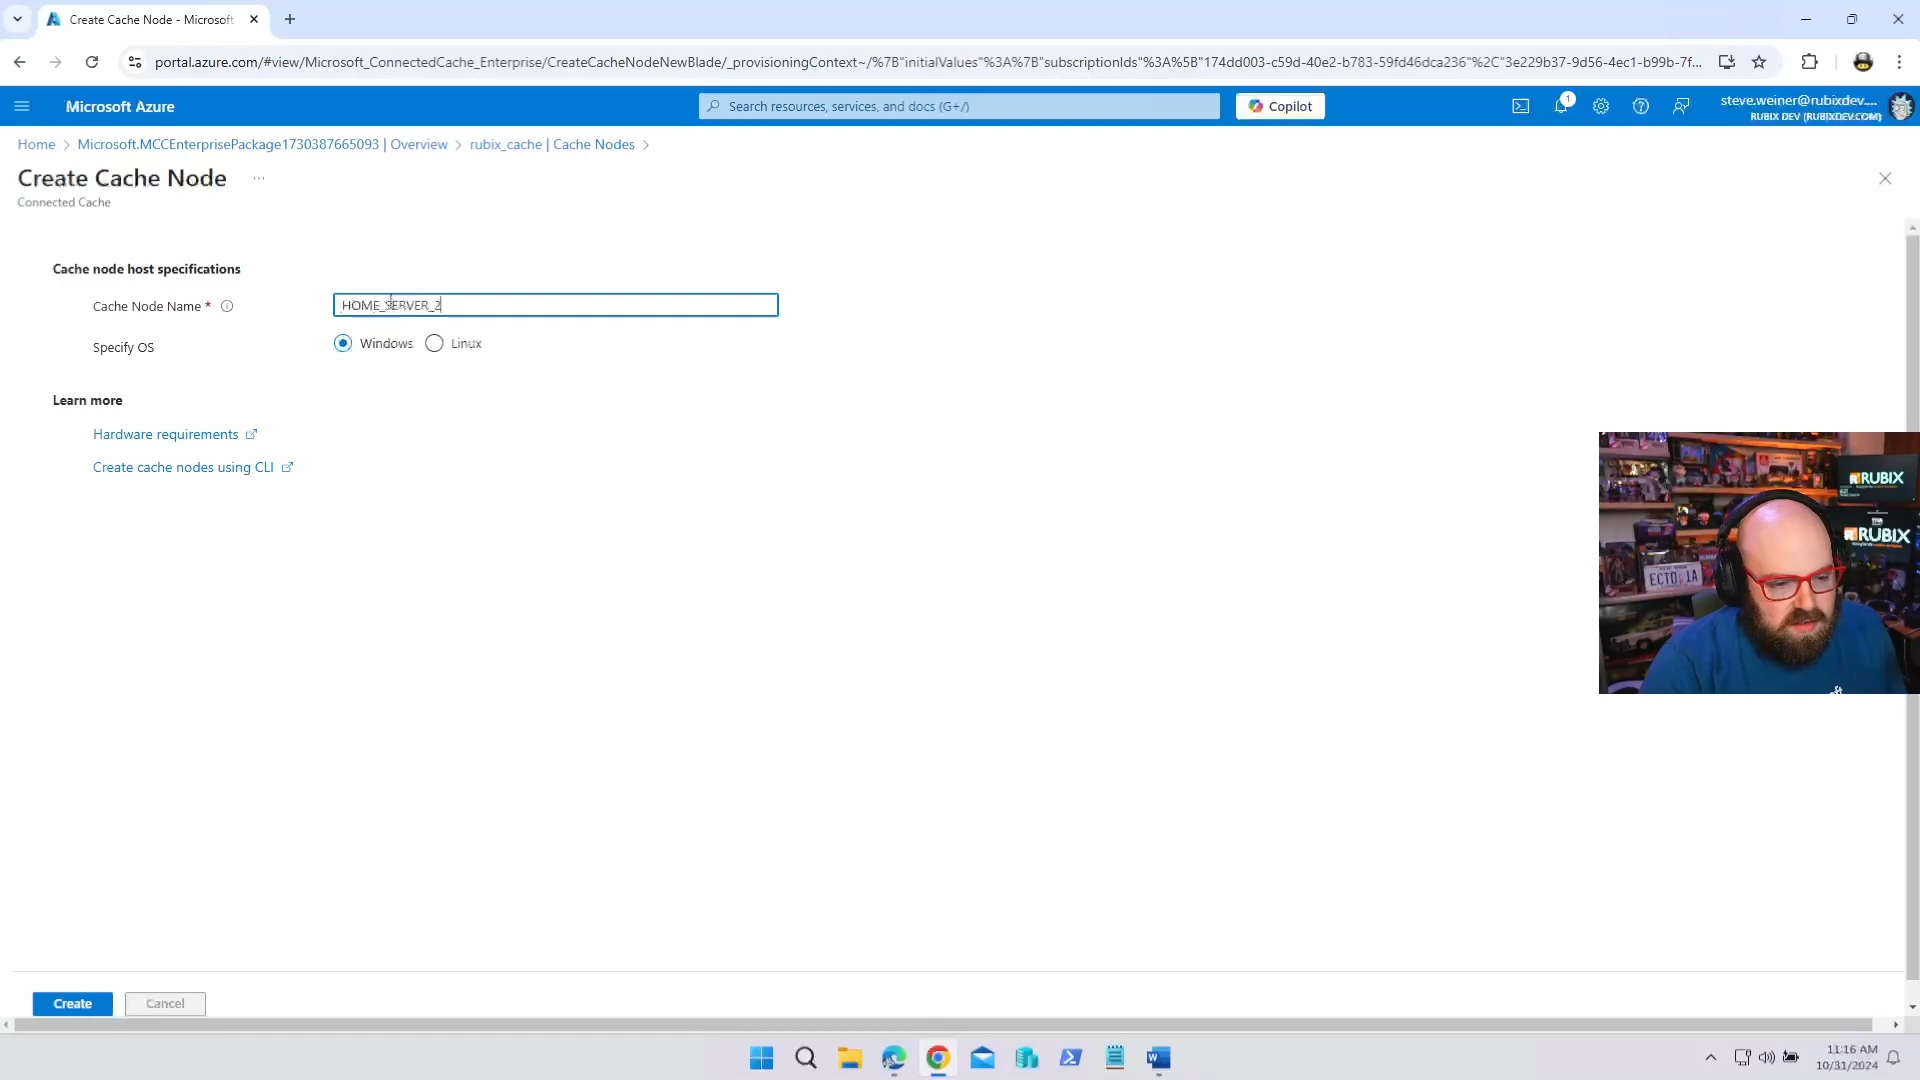 Create Cache Node - Microsoft
portal.azure.com/#view/Microsoft_ConnectedCache_Enterprise/CreateCacheNodeNewBlade/_provisioningContext~/%7B"initialValues"%3A%7B"subscriptionIds"%3A%5B"174dd003-c59d-40e2-b783-59fd46dca236"%2C"3e229b37-9d56-4ec1-b99b-7f...
Microsoft Azure
Search resources, services, and docs (G+/)
Copilot
1
steve.weiner@rubixdev....
RUBIX DEV (RUBIXDEV.COM)
Home > Microsoft.MCCEnterprisePackage1730387665093 | Overview > rubix_cache | Cache Nodes >
Create Cache Node ...
Connected Cache
Cache node host specifications
Cache Node Name *
HOME_SERVER_2
Specify OS
Windows
Linux
Learn more
Hardware requirements
Create cache nodes using CLI
RUBIX
RUBIX
ECTO 1A
Create
Cancel
11:16 AM
10/31/2024